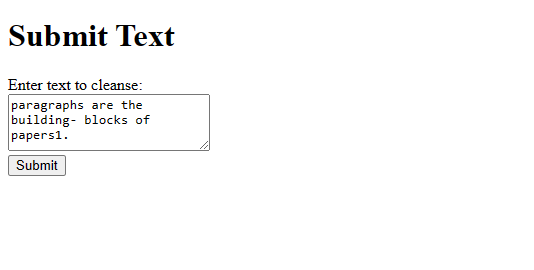 Submit Text
Enter text to cleanse:
paragraphs are the
building- blocks of
papers1.
Submit